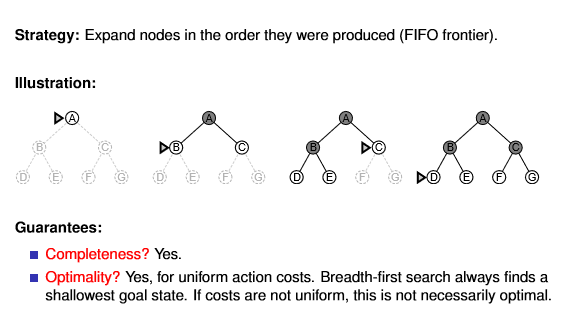 Strategy: Expand nodes in the order they were produced (FIFO frontier).
Illustration:
A A A A
B C B C B C B C
D E F G D E F G D E F G D E F G
Guarantees:
Completeness? Yes.
Optimality? Yes, for uniform action costs. Breadth-first search always finds a
shallowest goal state. If costs are not uniform, this is not necessarily optimal.